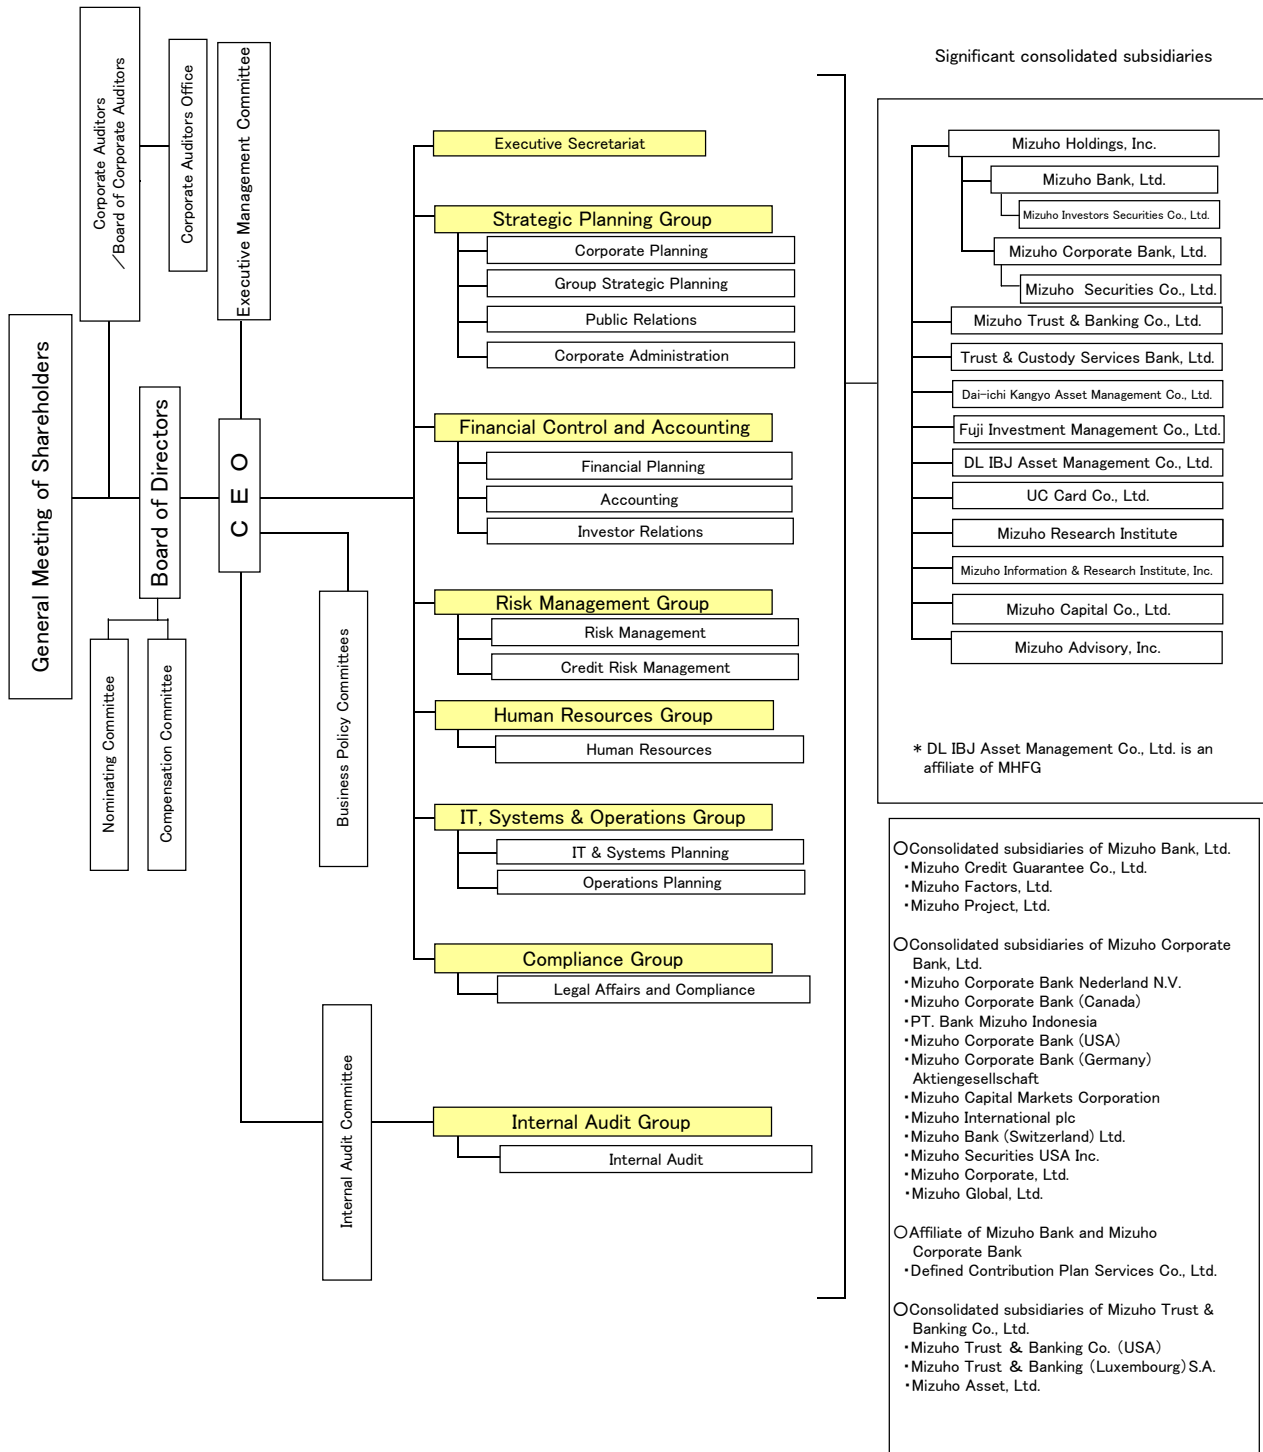 Corporate Auditors
／Board of Corporate Auditors
Corporate Auditors Office
Executive Management Committee
General Meeting of Shareholders
Board of Directors
ＣＥＯ
Nominating Committee
Compensation Committee
Business Policy Committees
Internal Audit Committee
Executive Secretariat
Strategic Planning Group
Corporate Planning
Group Strategic Planning
Public Relations
Corporate Administration
Financial Control and Accounting
Financial Planning
Accounting
Investor Relations
Risk Management Group
Risk Management
Credit Risk Management
Human Resources Group
Human Resources
IT, Systems & Operations Group
IT & Systems Planning
Operations Planning
Compliance Group
Legal Affairs and Compliance
Internal Audit Group
Internal Audit
Significant consolidated subsidiaries
Mizuho Holdings, Inc.
Mizuho Bank, Ltd.
Mizuho Investors Securities Co., Ltd.
Mizuho Corporate Bank, Ltd.
Mizuho Securities Co., Ltd.
Mizuho Trust & Banking Co., Ltd.
Trust & Custody Services Bank, Ltd.
Dai-ichi Kangyo Asset Management Co., Ltd.
Fuji Investment Management Co., Ltd.
DL IBJ Asset Management Co., Ltd.
UC Card Co., Ltd.
Mizuho Research Institute
Mizuho Information & Research Institute, Inc.
Mizuho Capital Co., Ltd.
Mizuho Advisory, Inc.
* DL IBJ Asset Management Co., Ltd. is an
affiliate of MHFG
○Consolidated subsidiaries of Mizuho Bank, Ltd.
・Mizuho Credit Guarantee Co., Ltd.
・Mizuho Factors, Ltd.
・Mizuho Project, Ltd.
○Consolidated subsidiaries of Mizuho Corporate
Bank, Ltd.
・Mizuho Corporate Bank Nederland N.V.
・Mizuho Corporate Bank (Canada)
・PT. Bank Mizuho Indonesia
・Mizuho Corporate Bank (USA)
・Mizuho Corporate Bank (Germany)
Aktiengesellschaft
・Mizuho Capital Markets Corporation
・Mizuho International plc
・Mizuho Bank (Switzerland) Ltd.
・Mizuho Securities USA Inc.
・Mizuho Corporate, Ltd.
・Mizuho Global, Ltd.
○Affiliate of Mizuho Bank and Mizuho
Corporate Bank
・Defined Contribution Plan Services Co., Ltd.
○Consolidated subsidiaries of Mizuho Trust &
Banking Co., Ltd.
・Mizuho Trust ＆ Banking Co. (USA)
・Mizuho Trust ＆ Banking (Luxembourg) S.A.
・Mizuho Asset, Ltd.